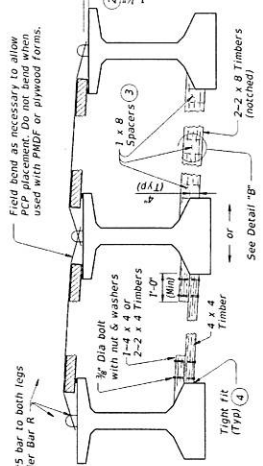 Field bend as necessary to allow
PCP placement. Do not bend when
used with PMDF or plywood forms.
5 bar to both legs
er Bar R
2
1 x 8
Spacers 3
4"
(Typ)
2-2 x 8 Timbers
(notched)
⅝" Dia bolt
with nut & washers
1-4 x 4 or
2-2 x 4 Timbers
1'-0"
(Min)
4 x 4
Timber
or
See Detail "B"
Tight fit
(Typ) 4